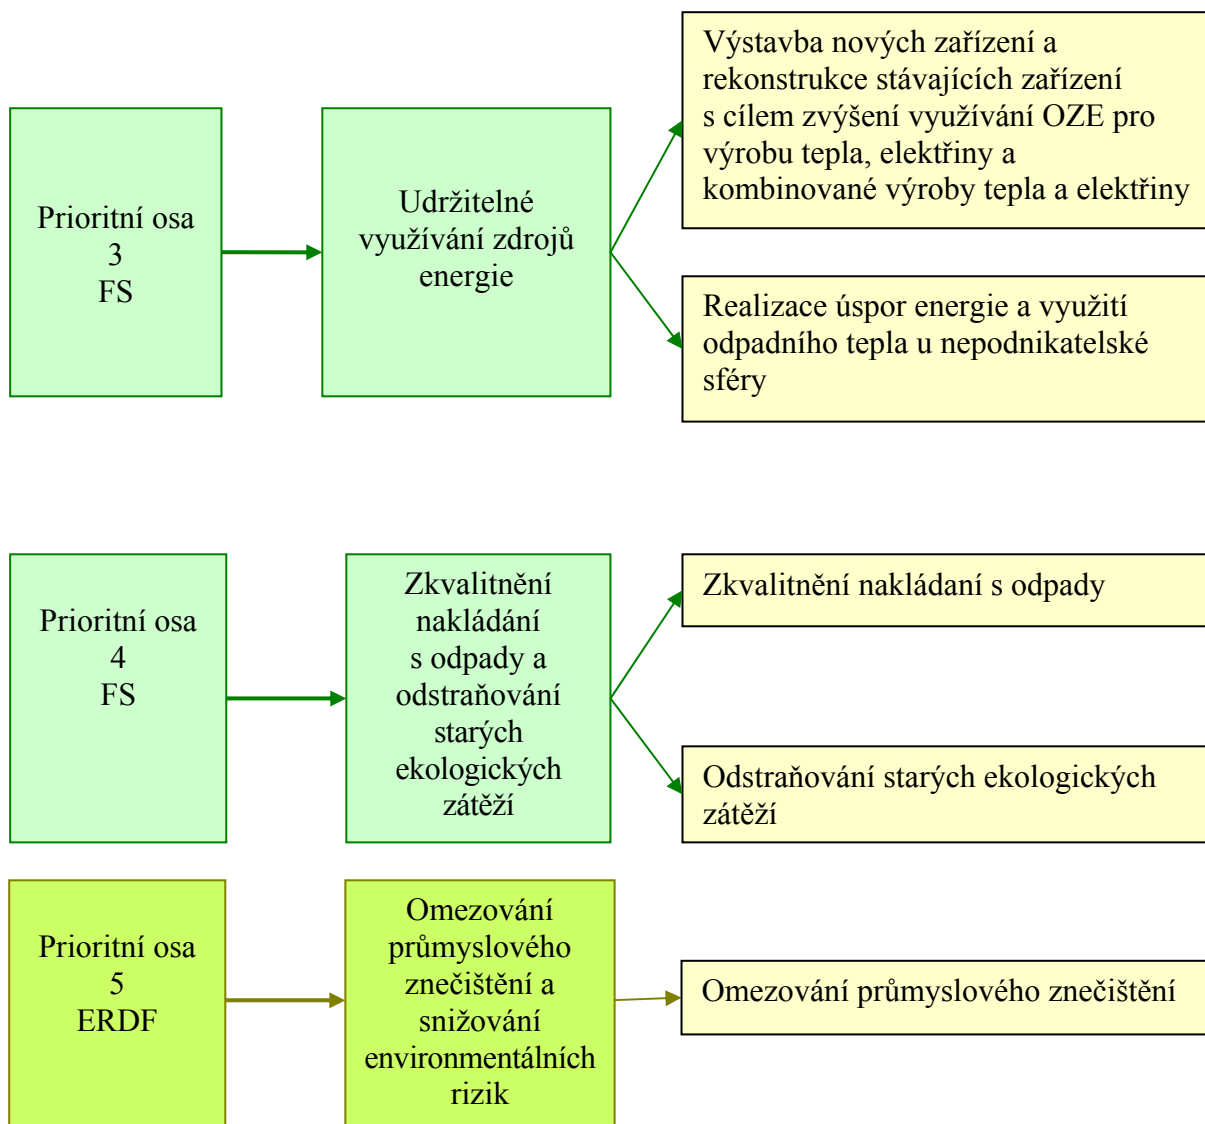 Prioritní osa
3
FS
Udržitelné
využívání zdrojů
energie
Výstavba nových zařízení a
rekonstrukce stávajících zařízení
s cílem zvýšení využívání OZE pro
výrobu tepla, elektřiny a
kombinované výroby tepla a elektřiny
Realizace úspor energie a využití
odpadního tepla u nepodnikatelské
sféry
Prioritní osa
4
FS
Zkvalitnění
nakládání
s odpady a
odstraňování
starých
ekologických
zátěží
Zkvalitnění nakládaní s odpady
Odstraňování starých ekologických
zátěží
Prioritní osa
5
ERDF
Omezování
průmyslového
znečištění a
snižování
environmentálních
rizik
Omezování průmyslového znečištění